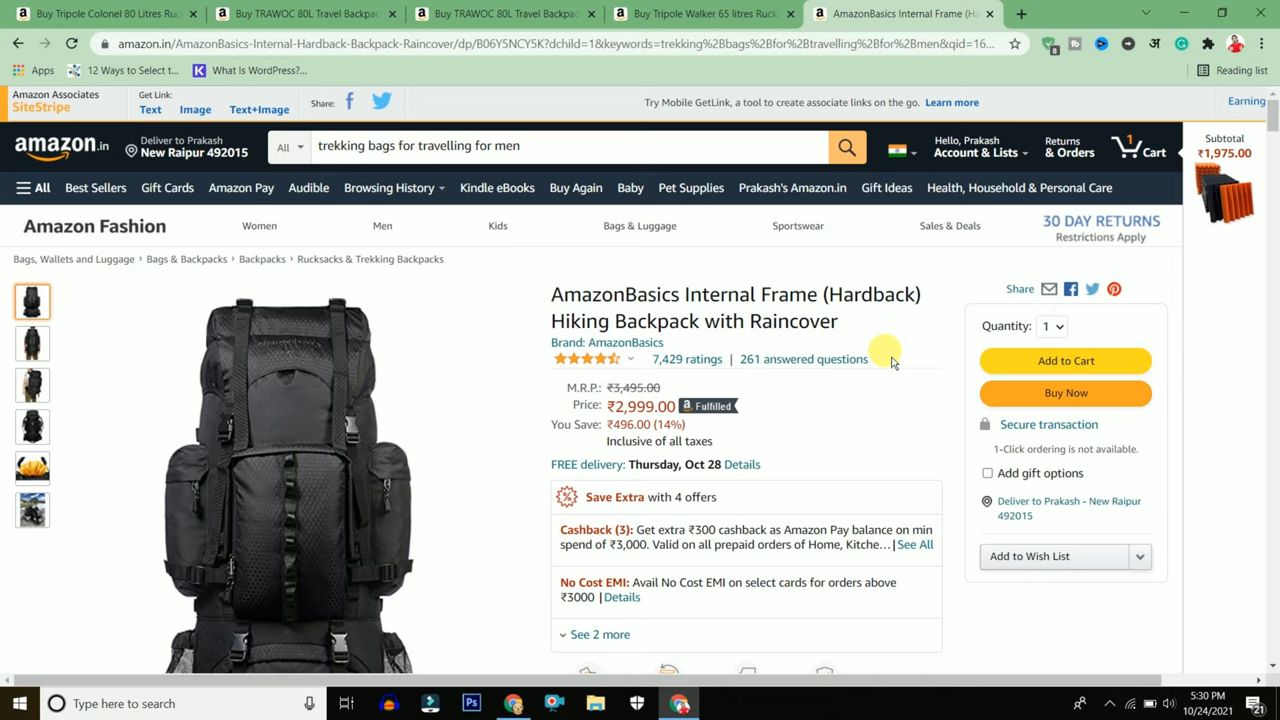 Buy Tripole Colonel 80 Litres Ruc
Buy TRAWOC 80L Travel Backpac
Buy TRAWOC 80L Travel Backpac
Buy Tripole Walker 65 litres Ruck
AmazonBasics Internal Frame (Ha
amazon.in/AmazonBasics-Internal-Hardback-Backpack-Raincover/dp/B06Y5NCY5K?dchild=1&keywords=trekking%2Bbags%2Bfor%2Btravelling%2Bfor%2Bmen&qid=16...
8
Apps
12 Ways to Select t...
What Is WordPress?...
Reading list
Amazon Associates
SiteStripe
Get Link:
Text
Image
Text+Image
Share:
Try Mobile GetLink, a tool to create associate links on the go. Learn more
Earning
amazon.in
Deliver to Prakash
New Raipur 492015
All
trekking bags for travelling for men
Hello, Prakash
Account & Lists
Returns
& Orders
1
Cart
Subtotal
₹1,975.00
All
Best Sellers
Gift Cards
Amazon Pay
Audible
Browsing History
Kindle eBooks
Buy Again
Baby
Pet Supplies
Prakash's Amazon.in
Gift Ideas
Health, Household & Personal Care
Amazon Fashion
Women
Men
Kids
Bags & Luggage
Sportswear
Sales & Deals
30 DAY RETURNS
Restrictions Apply
Bags, Wallets and Luggage › Bags & Backpacks › Backpacks › Rucksacks & Trekking Backpacks
AmazonBasics Internal Frame (Hardback)
Hiking Backpack with Raincover
Brand: AmazonBasics
7,429 ratings | 261 answered questions
M.R.P.: ₹3,495.00
Price: ₹2,999.00 a Fulfilled
You Save: ₹496.00 (14%)
Inclusive of all taxes
FREE delivery: Thursday, Oct 28 Details
Save Extra with 4 offers
Cashback (3): Get extra ₹300 cashback as Amazon Pay balance on min
spend of ₹3,000. Valid on all prepaid orders of Home, Kitche... | See All
No Cost EMI: Avail No Cost EMI on select cards for orders above
₹3000 | Details
See 2 more
Share
Quantity: 1
Add to Cart
Buy Now
Secure transaction
1-Click ordering is not available.
Add gift options
Deliver to Prakash - New Raipur
492015
Add to Wish List
Type here to search
Ps
5:30 PM
10/24/2021
21